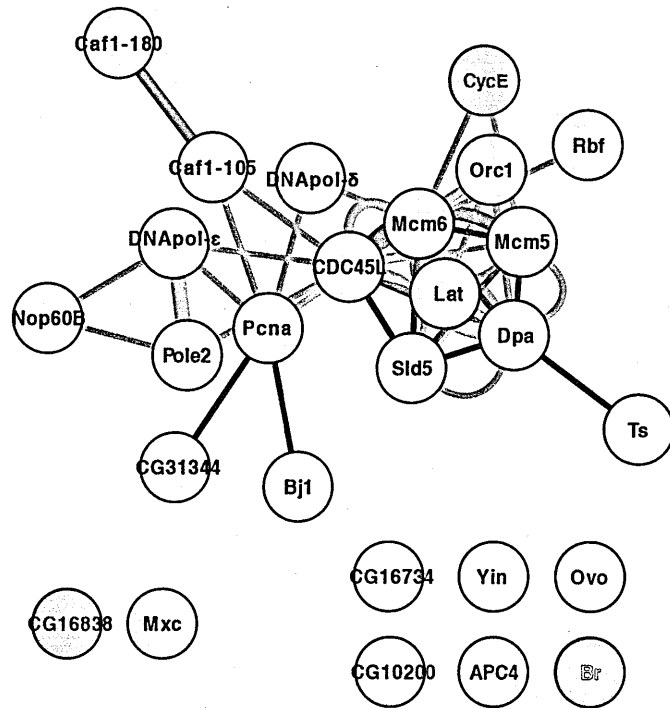 Caf1-180
CycE
Rbf
Caf1-105
Orc1
DNApol-δ
Mcm6
DNApol-ε
Mcm5
CDC45L
Lat
Nop60B
Pcna
Dpa
Pole2
Sld5
Ts
CG31344
Bj1
CG16734 Yin Ovo
CG16838 Mxc
CG10200 APC4 Br